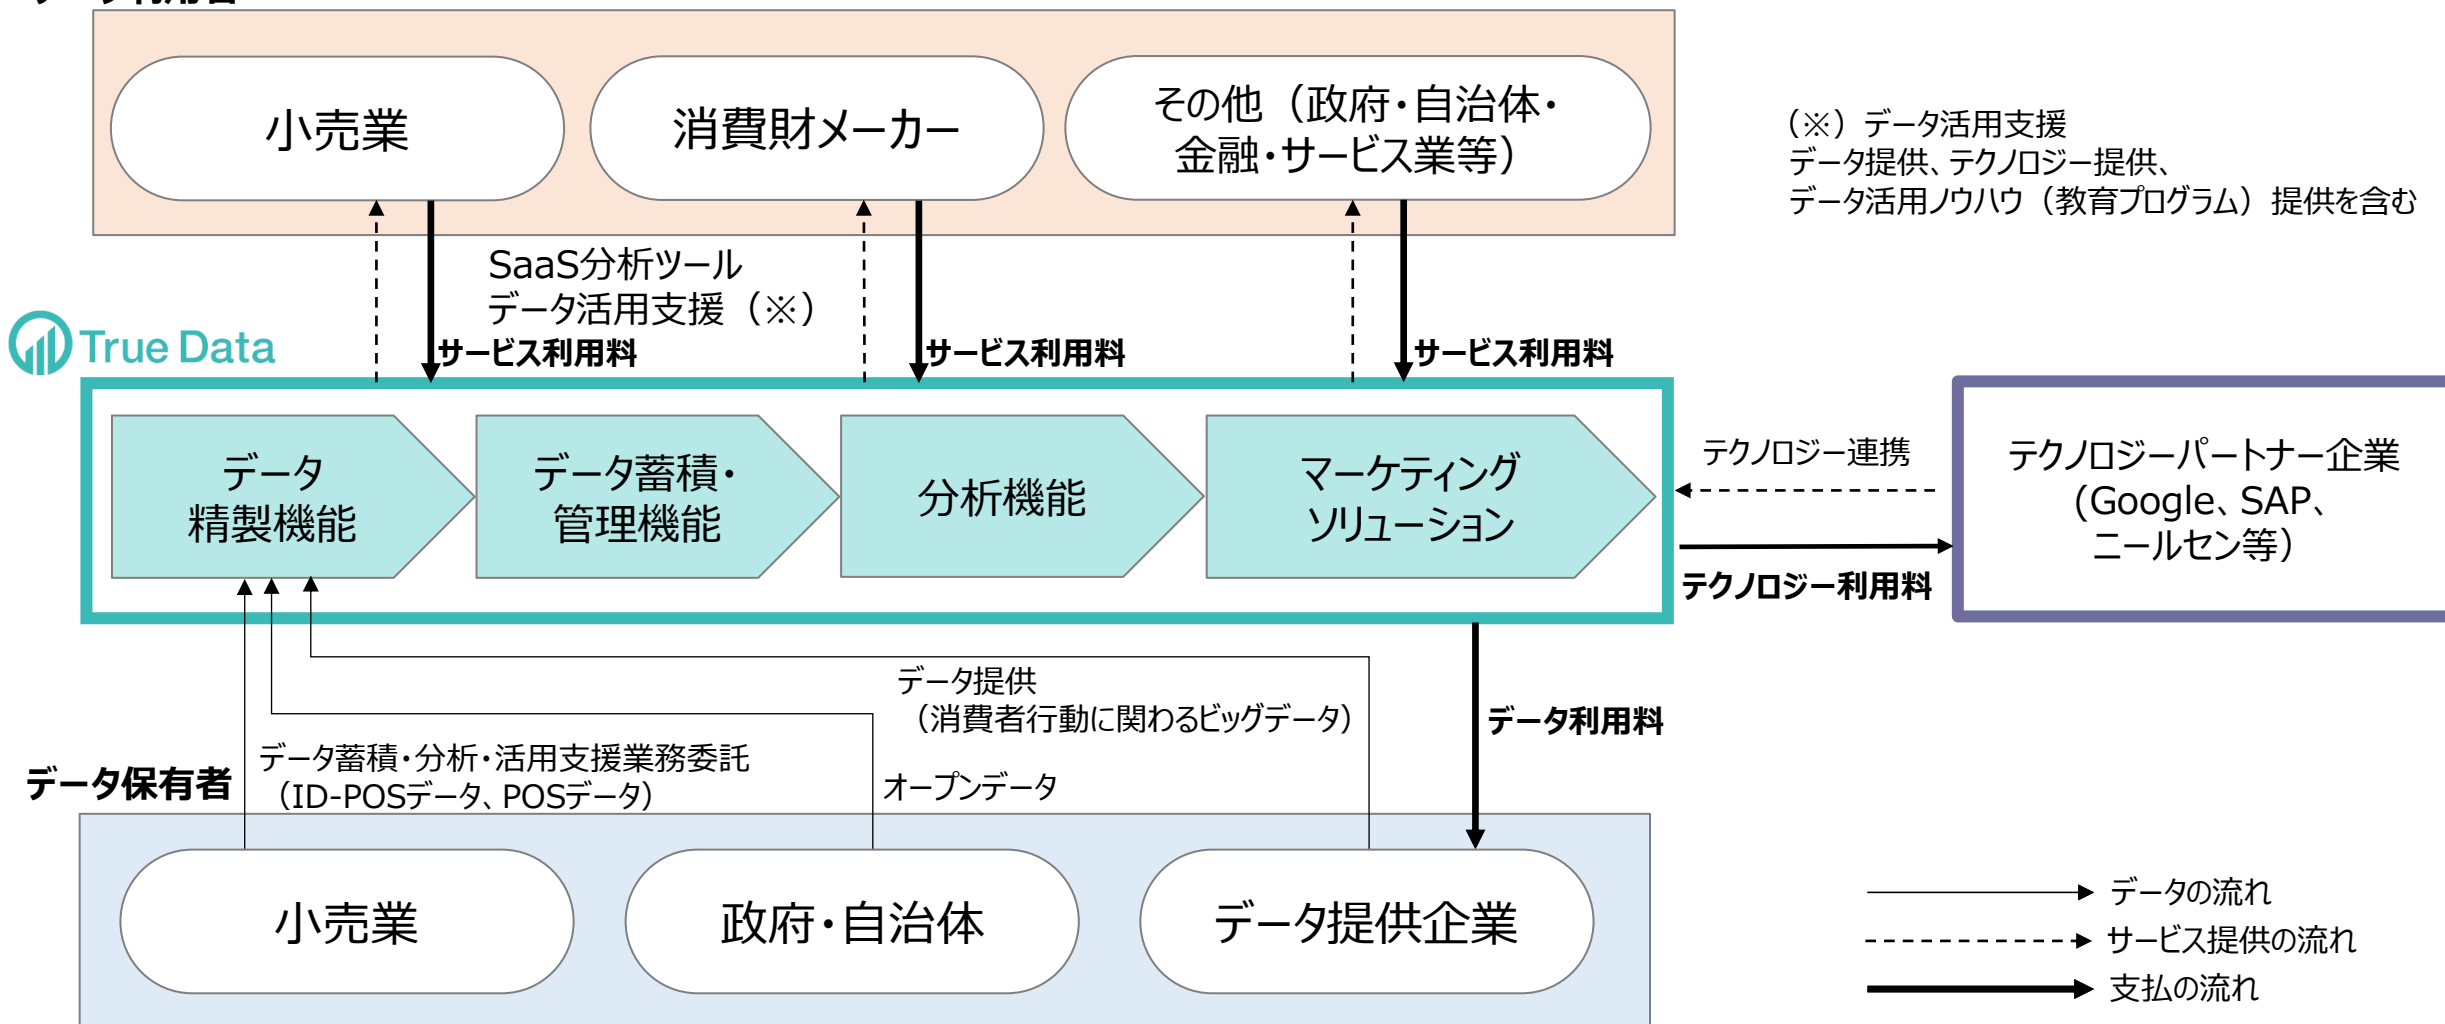 小売業
消費財メーカー
その他（政府・自治体・
金融・サービス業等）
（※）データ活用支援
データ提供、テクノロジー提供、
データ活用ノウハウ（教育プログラム）提供を含む
SaaS分析ツール
データ活用支援（※）
True Data
サービス利用料
サービス利用料
サービス利用料
データ
精製機能
データ蓄積・
管理機能
分析機能
マーケティング
ソリューション
テクノロジー連携
テクノロジー利用料
テクノロジーパートナー企業
（Google、SAP、
ニールセン等）
データ提供
（消費者行動に関わるビッグデータ）
データ利用料
データ保有者
データ蓄積・分析・活用支援業務委託
（ID-POSデータ、POSデータ）
オープンデータ
小売業
政府・自治体
データ提供企業
データの流れ
サービス提供の流れ
支払の流れ